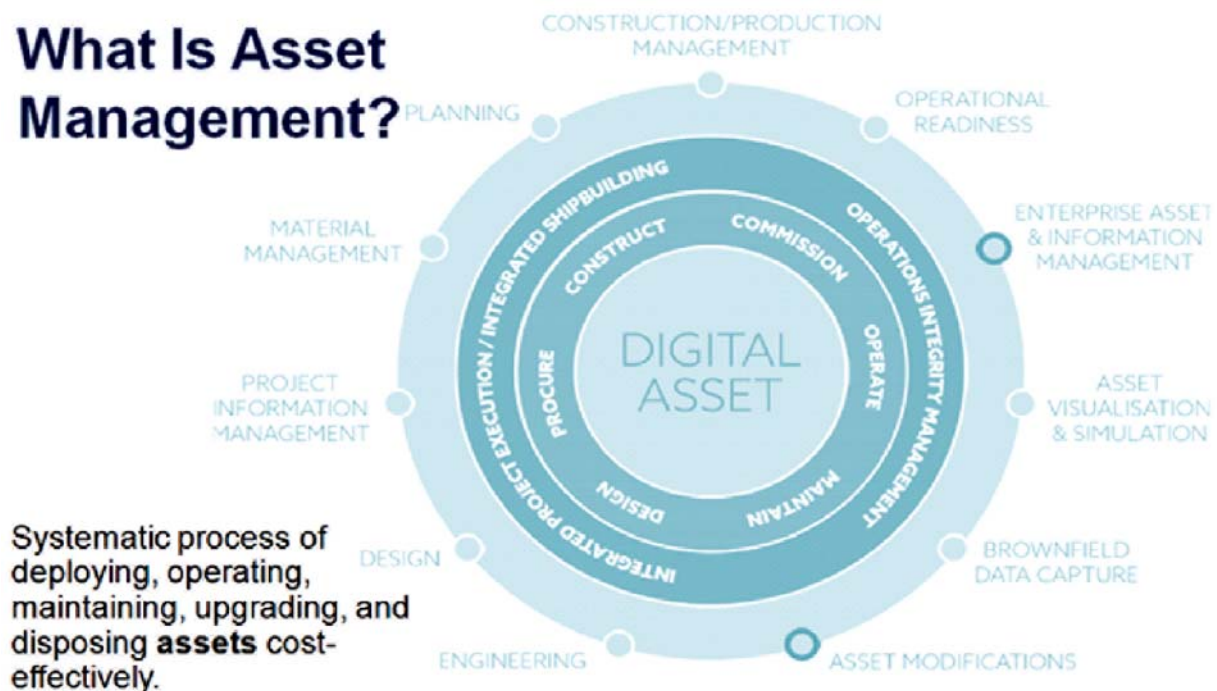 What Is Asset
Management?
CONSTRUCTION/PRODUCTION
MANAGEMENT
PLANNING
OPERATIONAL
READINESS
MATERIAL
MANAGEMENT
ENTERPRISE ASSET
& INFORMATION
MANAGEMENT
PROJECT
INFORMATION
MANAGEMENT
ASSET
VISUALISATION
& SIMULATION
DESIGN
BROWNFIELD
DATA CAPTURE
ENGINEERING
ASSET MODIFICATIONS
INTEGRATED PROJECT EXECUTION / INTEGRATED SHIPBUILDING
OPERATIONS INTEGRITY MANAGEMENT
DESIGN
PROCURE
CONSTRUCT
COMMISSION
OPERATE
MAINTAIN
DIGITAL
ASSET
Systematic process of
deploying, operating,
maintaining, upgrading, and
disposing assets cost-
effectively.